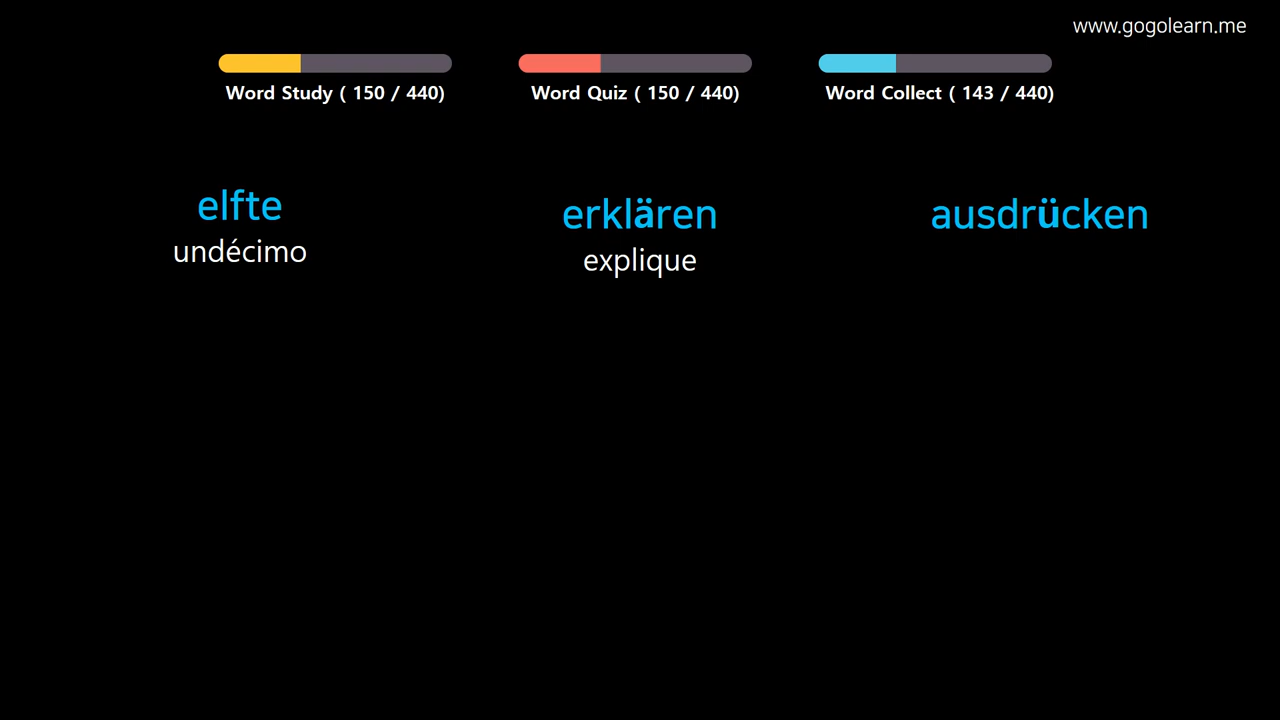 www.gogolearn.me
Word Study ( 150 / 440)
Word Quiz ( 150 / 440)
Word Collect ( 143 / 440)
elfte
undécimo
erklären
explique
ausdrücken